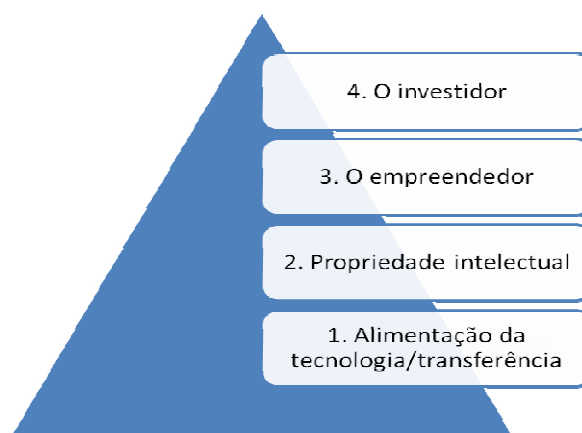 4. O investidor
3. O empreendedor
2. Propriedade intelectual
1. Alimentação da
tecnologia/transferência